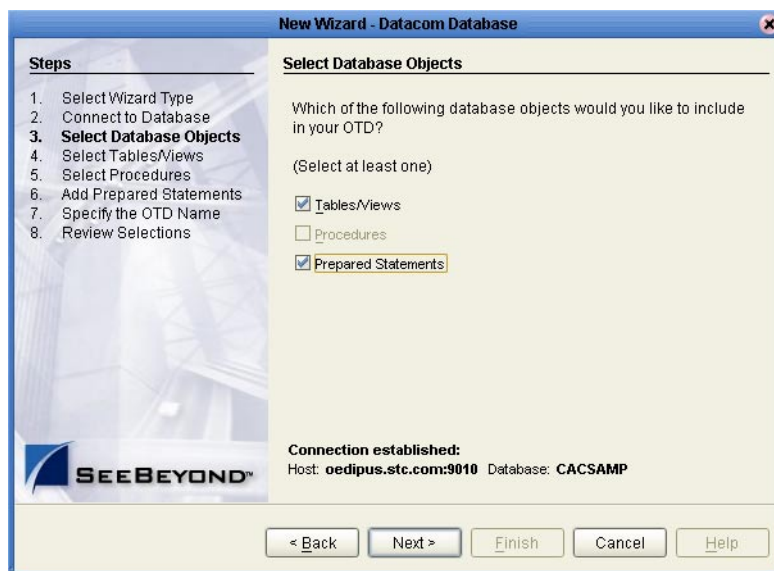 New Wizard - Datacom Database
Steps
1. Select Wizard Type
2. Connect to Database
3. Select Database Objects
4. Select Tables/Views
5. Select Procedures
6. Add Prepared Statements
7. Specify the OTD Name
8. Review Selections
SEEBEYOND™
Select Database Objects
Which of the following database objects would you like to include
in your OTD?
(Select at least one)
Tables/Views
Procedures
Prepared Statements
Connection established:
Host: oedipus.stc.com:9010 Database: CACSAMP
< Back Next > Finish Cancel Help